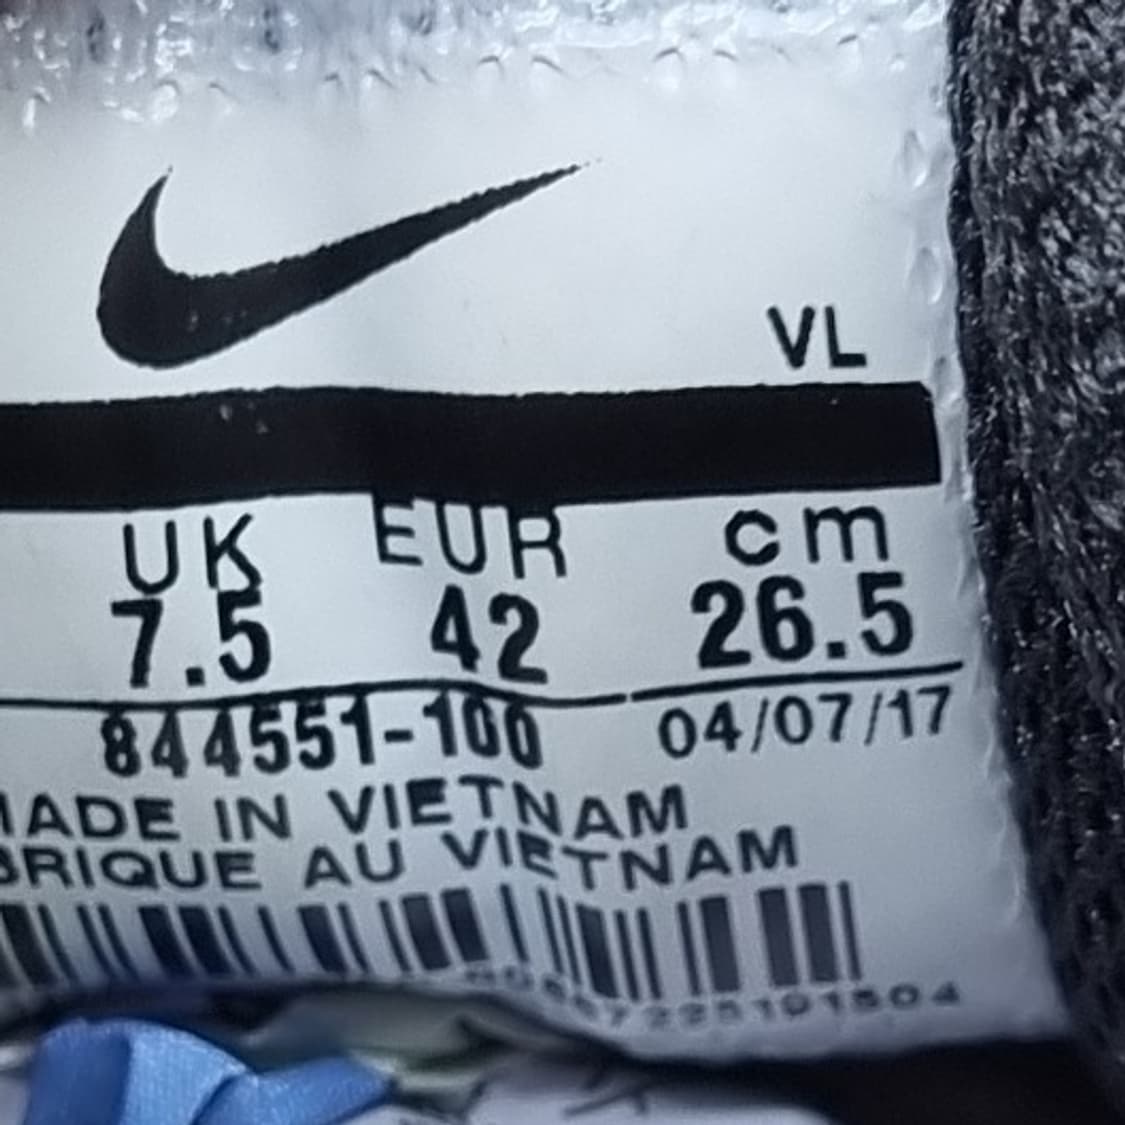 VL
UK EUR cm
7.5 42 26.5
844551-100 04/07/17
MADE IN VIETNAM
BRIQUE AU VIETNAM